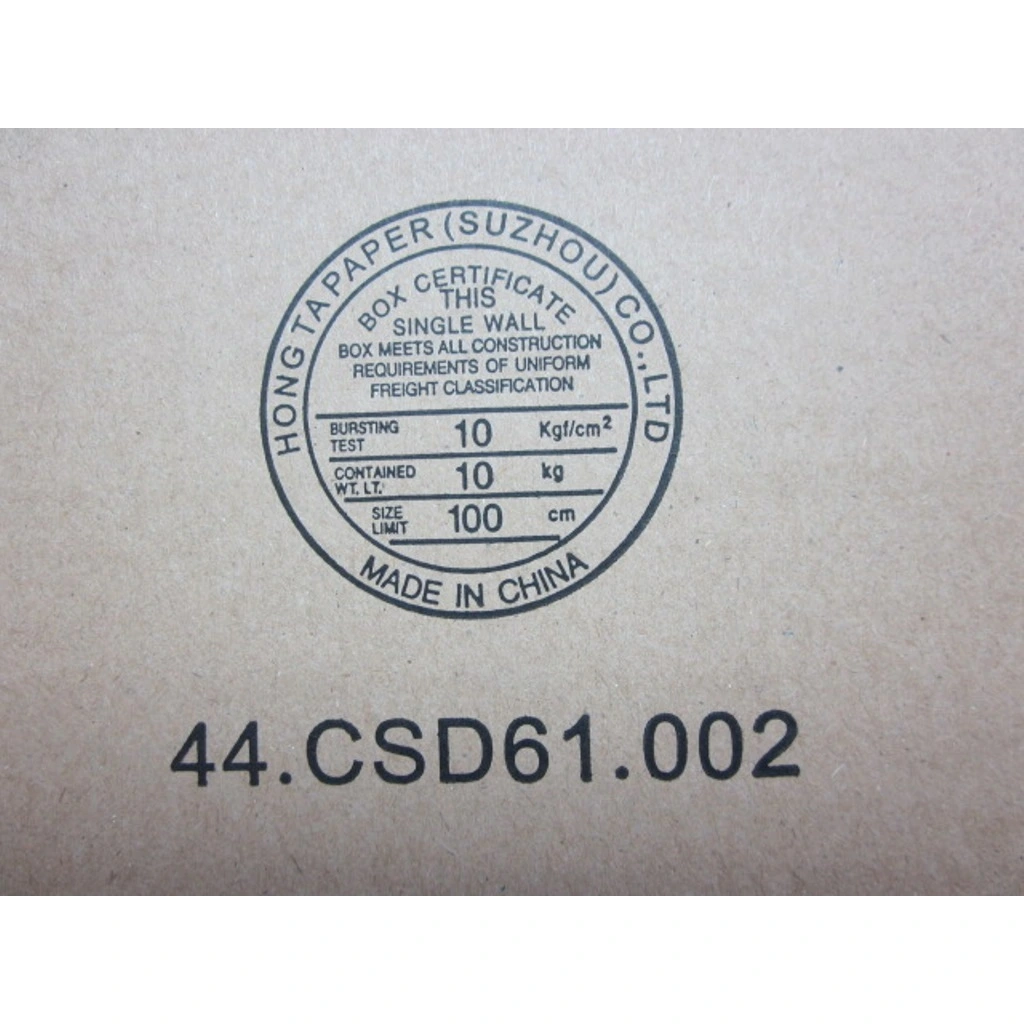 HONG TA PAPER (SUZHOU) CO.,LTD
BOX CERTIFICATE
THIS
SINGLE WALL
BOX MEETS ALL CONSTRUCTION
REQUIREMENTS OF UNIFORM
FREIGHT CLASSIFICATION
BURSTING TEST 10 Kgf/cm²
CONTAINED WT. LT. 10 kg
SIZE LIMIT 100 cm
MADE IN CHINA
44.CSD61.002